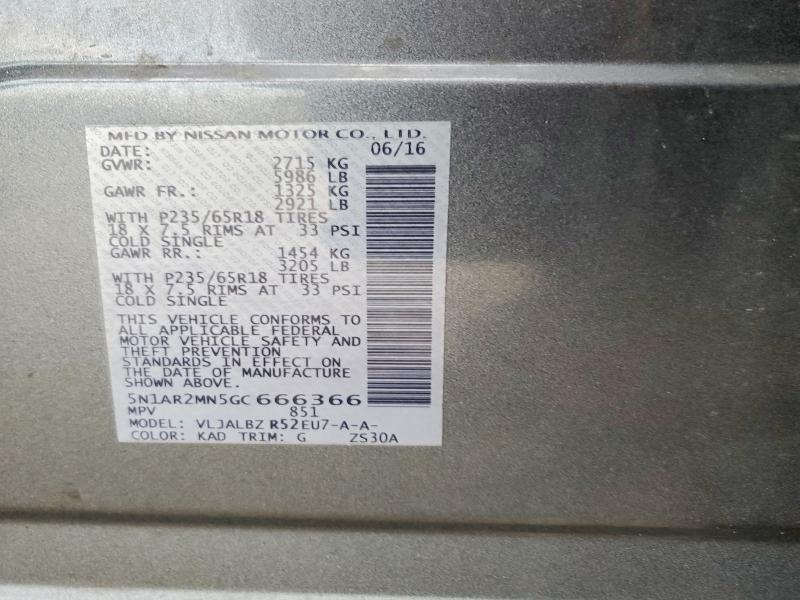 MFD BY NISSAN MOTOR CO., LTD.
DATE: 06/16
GVWR: 2715 KG
5986 LB
GAWR FR.: 1325 KG
2921 LB
WITH P235/65R18 TIRES
18 X 7.5 RIMS AT 33 PSI
COLD SINGLE
GAWR RR.: 1454 KG
3205 LB
WITH P235/65R18 TIRES
18 X 7.5 RIMS AT 33 PSI
COLD SINGLE
THIS VEHICLE CONFORMS TO
ALL APPLICABLE FEDERAL
MOTOR VEHICLE SAFETY AND
THEFT PREVENTION
STANDARDS IN EFFECT ON
THE DATE OF MANUFACTURE
SHOWN ABOVE.
5N1AR2MN5GC666366
MPV 851
MODEL: VLJALBZ R52EU7-A-A-
COLOR: KAD TRIM: G ZS30A